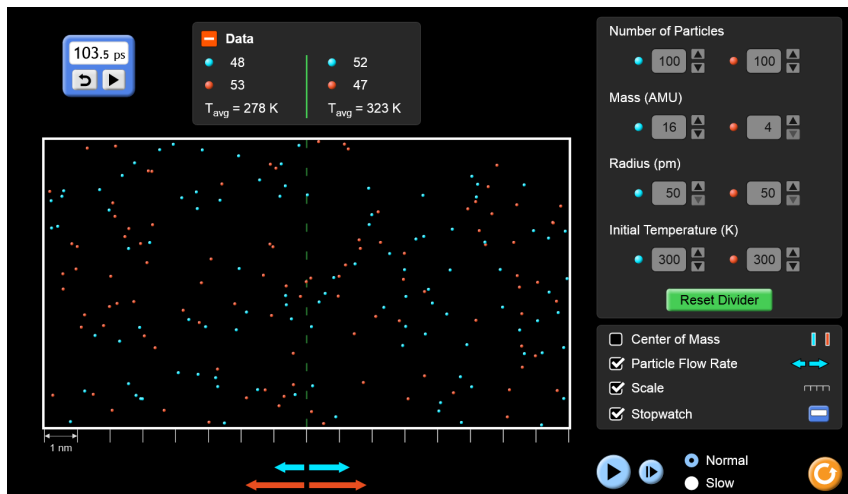 103.5 ps
Data
48 52
53 47
Tavg = 278 K Tavg = 323 K
1 nm
Number of Particles
100 100
Mass (AMU)
16 4
Radius (pm)
50 50
Initial Temperature (K)
300 300
Reset Divider
Center of Mass
Particle Flow Rate
Scale
Stopwatch
Normal
Slow